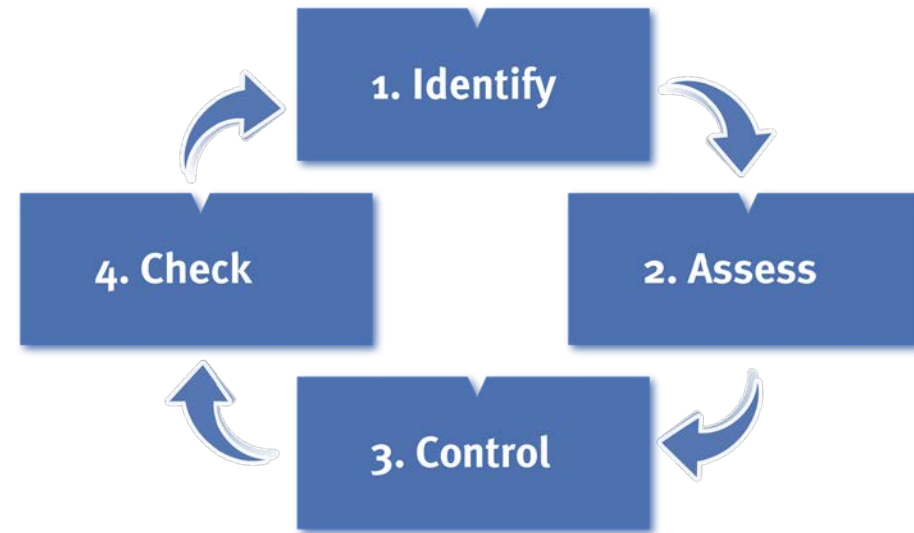 1. Identify
2. Assess
3. Control
4. Check